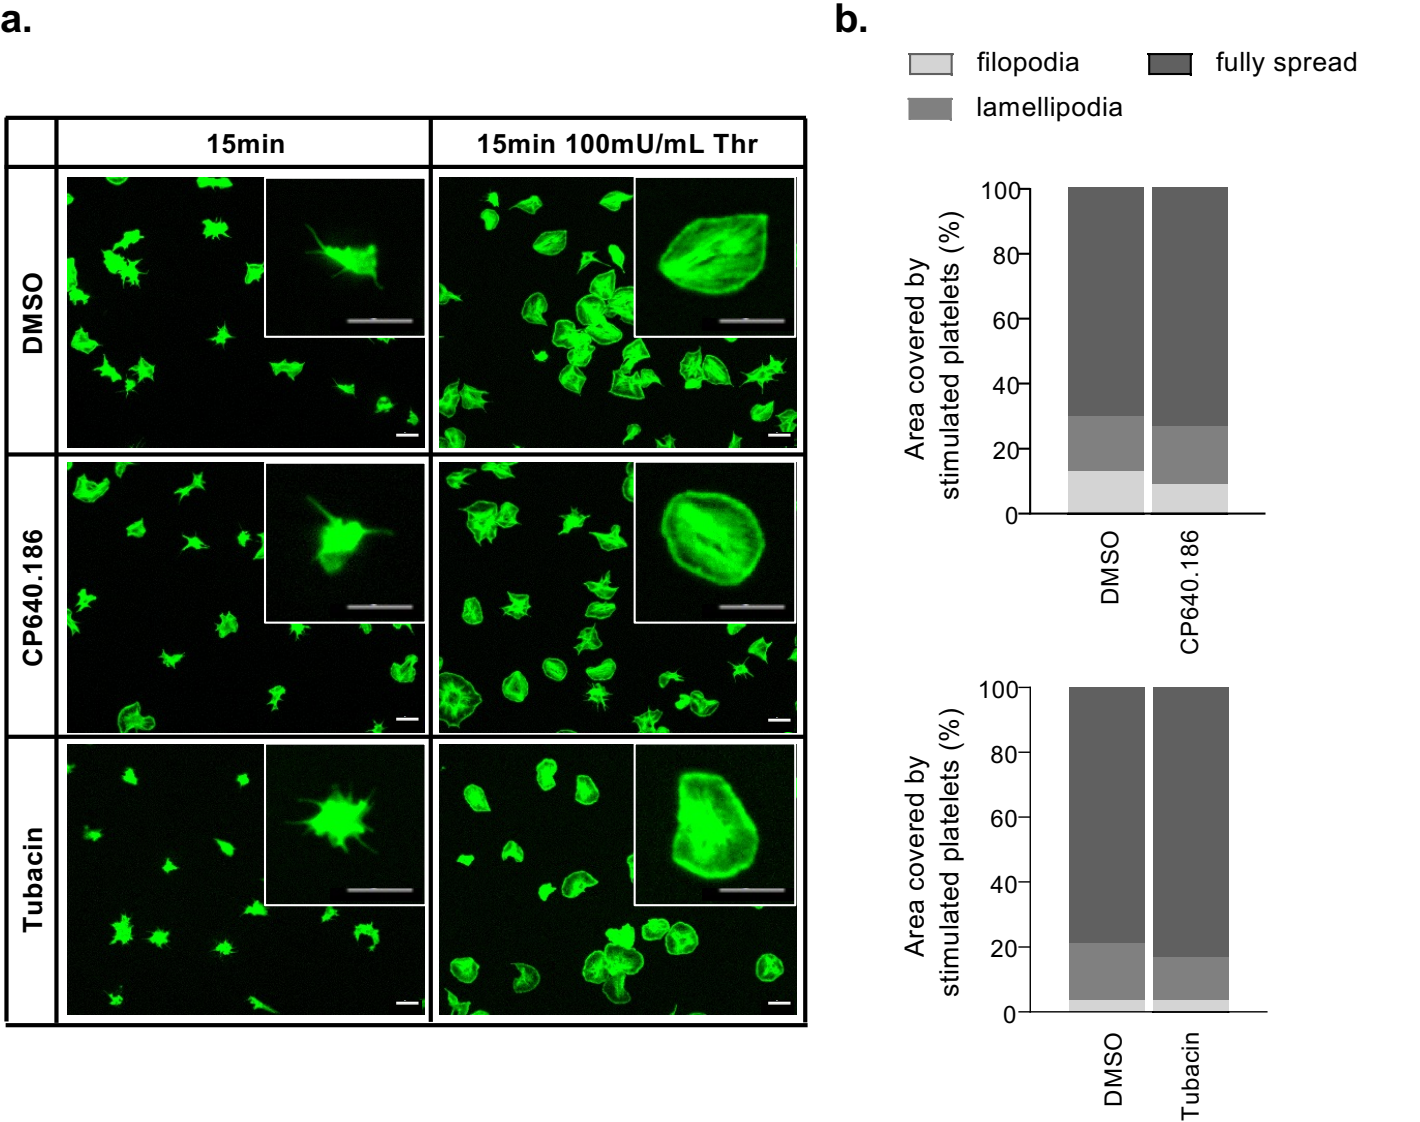 a.
15min
15min 100mU/mL Thr
DMSO
CP640.186
Tubacin
b.
filopodia
fully spread
lamellipodia
Area covered by
stimulated platelets (%)
100
80
60
40
20
0
DMSO
CP640.186
Area covered by
stimulated platelets (%)
100
80
60
40
20
0
DMSO
Tubacin